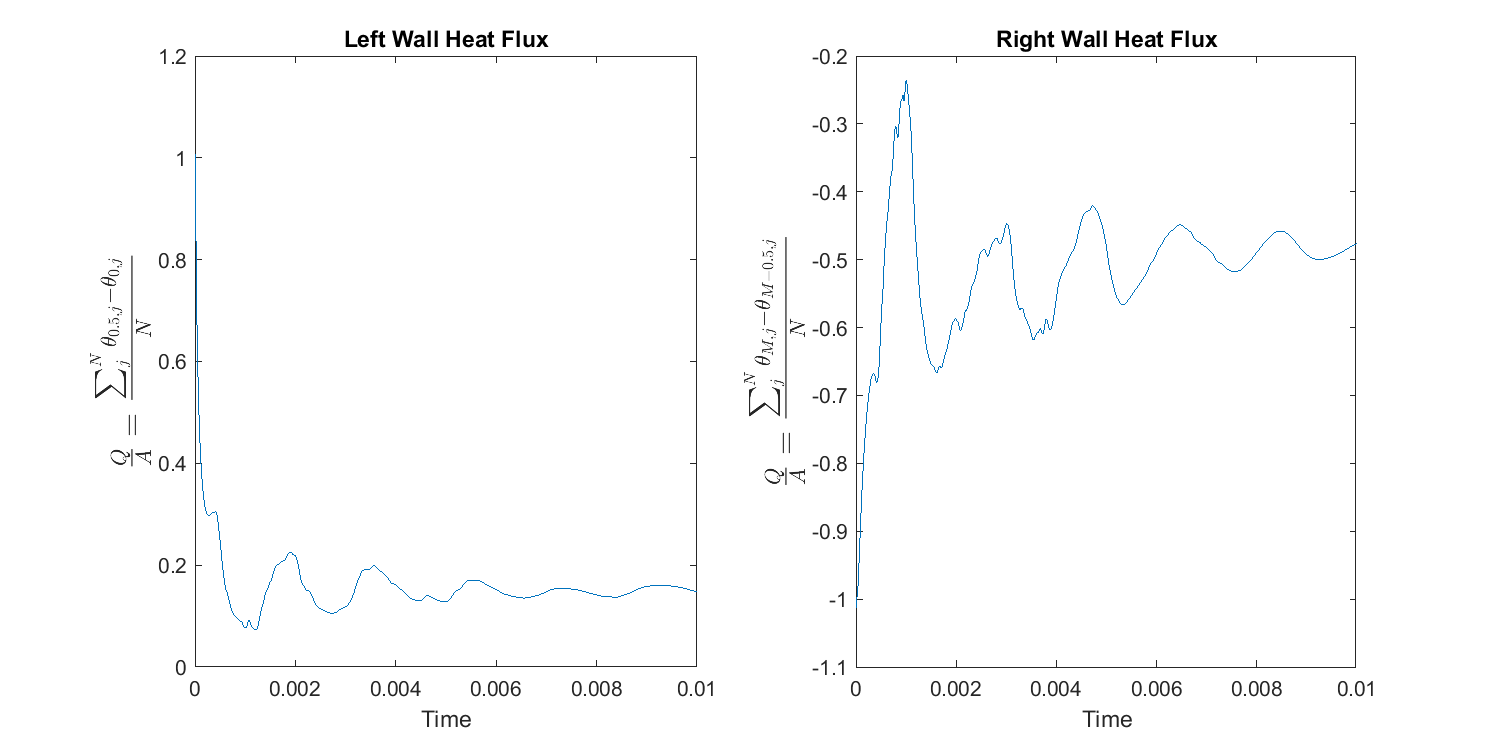 Left Wall Heat Flux
1.2
1
0.8
0.6
0.4
0.2
0
0 0.002 0.004 0.006 0.008 0.01
Time
Q/A = ∑_j^N θ_{0.5,j}−θ_{0,j} / N
Right Wall Heat Flux
-0.2
-0.3
-0.4
-0.5
-0.6
-0.7
-0.8
-0.9
-1
-1.1
0 0.002 0.004 0.006 0.008 0.01
Time
Q/A = ∑_j^N θ_{M,j}−θ_{M−0.5,j} / N